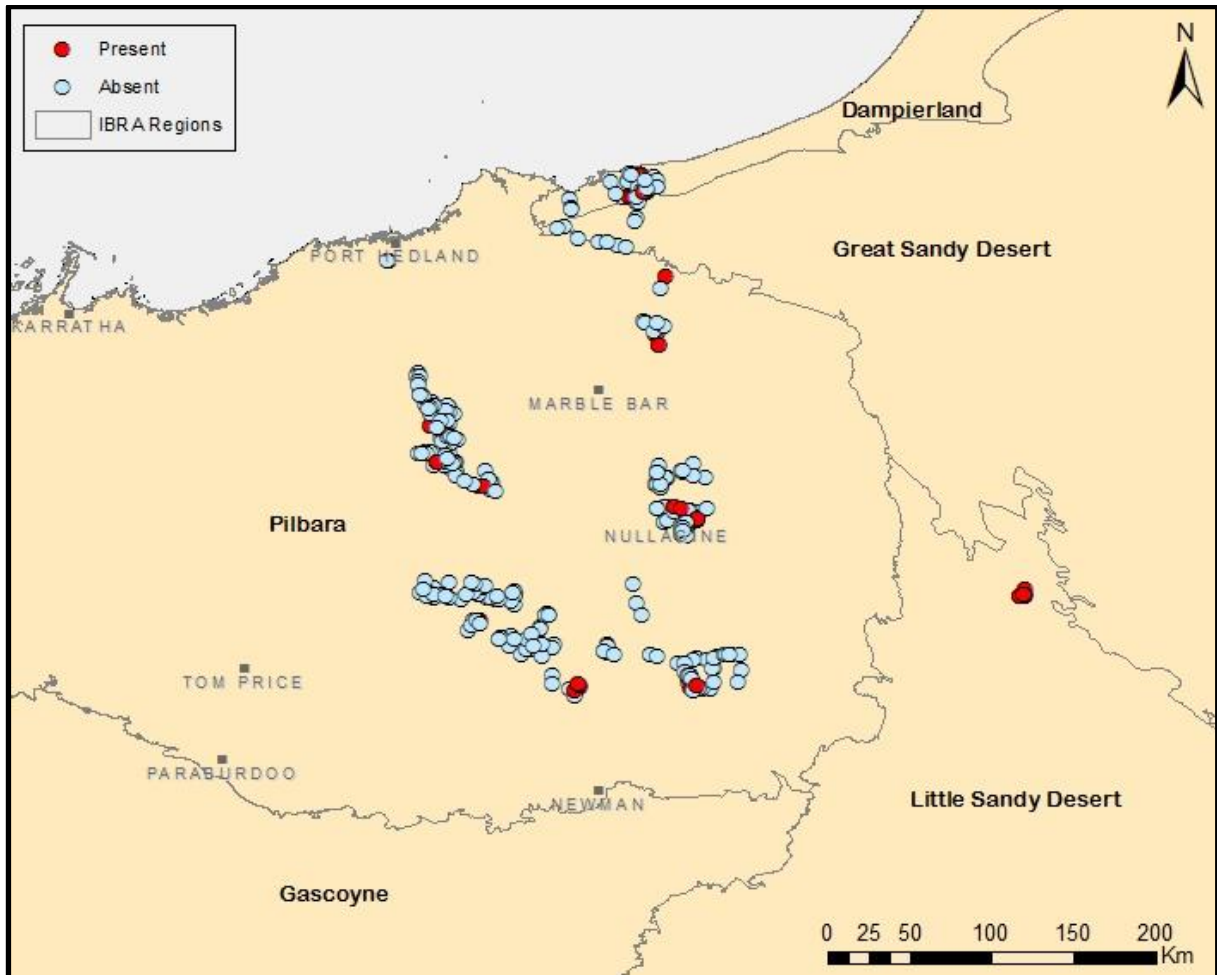 Present
Absent
IBRA Regions
N
Dampierland
Great Sandy Desert
PORT HEDLAND
KARRATHA
MARBLE BAR
Pilbara
NULLAGINE
TOM PRICE
PARABURDOO
NEWMAN
Little Sandy Desert
Gascoyne
0 25 50 100 150 200
Km